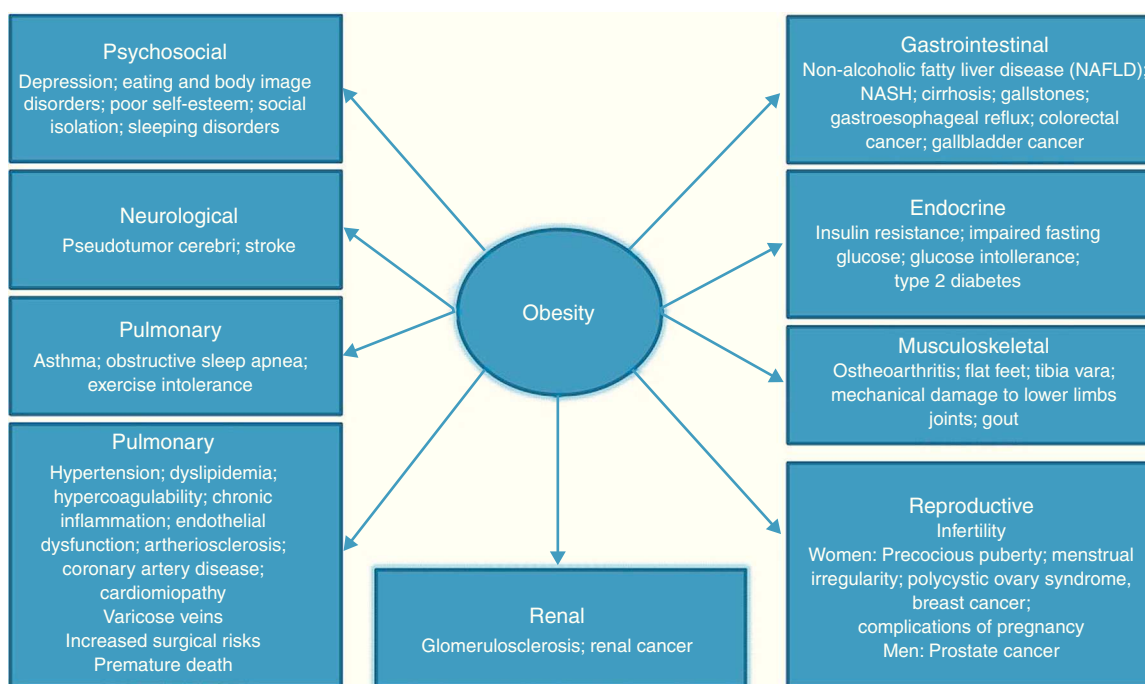 Psychosocial
Depression; eating and body image
disorders; poor self-esteem; social
isolation; sleeping disorders
Neurological
Pseudotumor cerebri; stroke
Pulmonary
Asthma; obstructive sleep apnea;
exercise intolerance
Pulmonary
Hypertension; dyslipidemia;
hypercoagulability; chronic
inflammation; endothelial
dysfunction; artheriosclerosis;
coronary artery disease;
cardiomiopathy
Varicose veins
Increased surgical risks
Premature death
Obesity
Renal
Glomerulosclerosis; renal cancer
Gastrointestinal
Non-alcoholic fatty liver disease (NAFLD);
NASH; cirrhosis; gallstones;
gastroesophageal reflux; colorectal
cancer; gallbladder cancer
Endocrine
Insulin resistance; impaired fasting
glucose; glucose intollerance;
type 2 diabetes
Musculoskeletal
Ostheoarthritis; flat feet; tibia vara;
mechanical damage to lower limbs
joints; gout
Reproductive
Infertility
Women: Precocious puberty; menstrual
irregularity; polycystic ovary syndrome,
breast cancer;
complications of pregnancy
Men: Prostate cancer